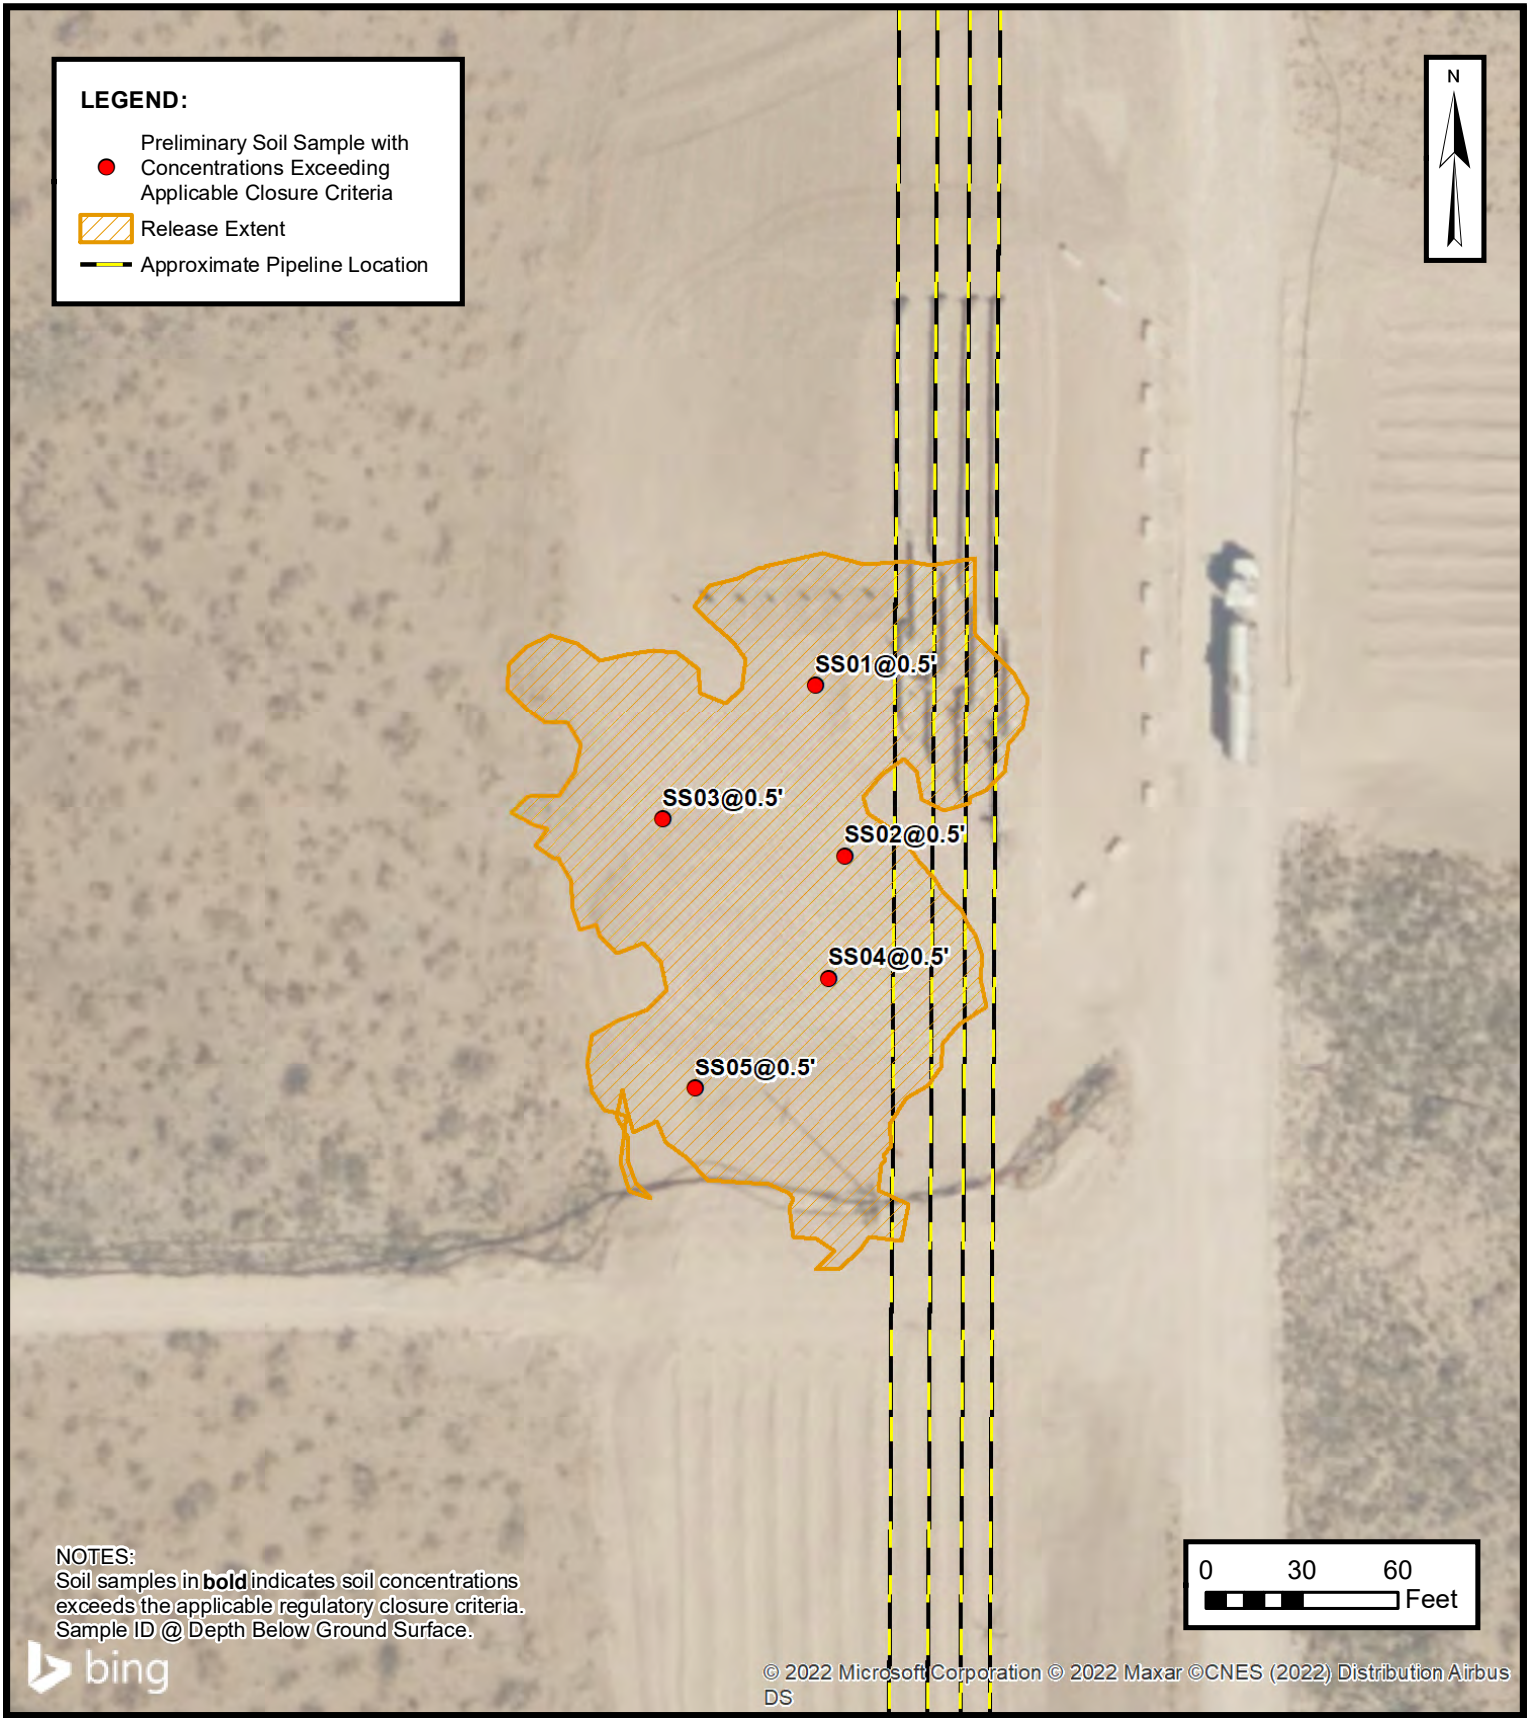 LEGEND:
Preliminary Soil Sample with
Concentrations Exceeding
Applicable Closure Criteria
Release Extent
Approximate Pipeline Location
N
SS01@0.5'
SS03@0.5'
SS02@0.5'
SS04@0.5'
SS05@0.5'
NOTES:
Soil samples in bold indicates soil concentrations
exceeds the applicable regulatory closure criteria.
Sample ID @ Depth Below Ground Surface.
0 30 60
Feet
bing
© 2022 Microsoft Corporation © 2022 Maxar ©CNES (2022) Distribution Airbus
DS